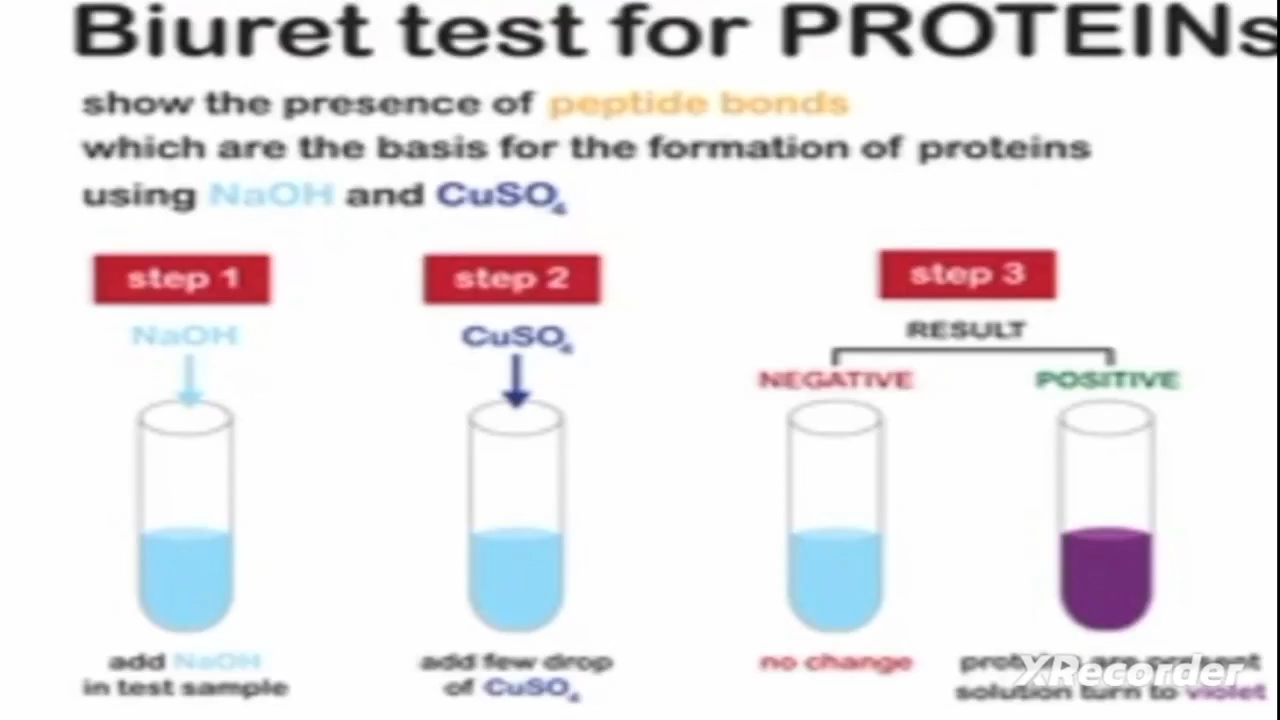 Biuret test for PROTEINs
show the presence of peptide bonds
which are the basis for the formation of proteins
using NaOH and CuSO₄
step 1
step 2
step 3
NaOH
CuSO₄
RESULT
NEGATIVE
POSITIVE
add NaOH
in test sample
add few drop
of CuSO₄
no change
present
solution turn to violet
XRecorder